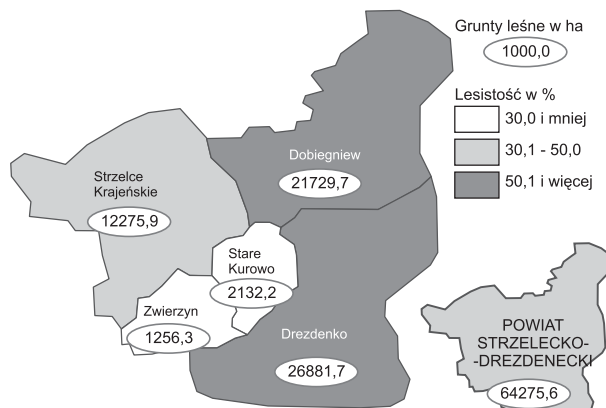 Grunty leśne w ha
1000,0
Lesistość w %
30,0 i mniej
30,1 - 50,0
50,1 i więcej
Dobiegniew
21729,7
Strzelce
Krajeńskie
12275,9
Stare
Kurowo
2132,2
Zwierzyn
1256,3
Drezdenko
26881,7
POWIAT
STRZELECKO-
-DREZDENECKI
64275,6